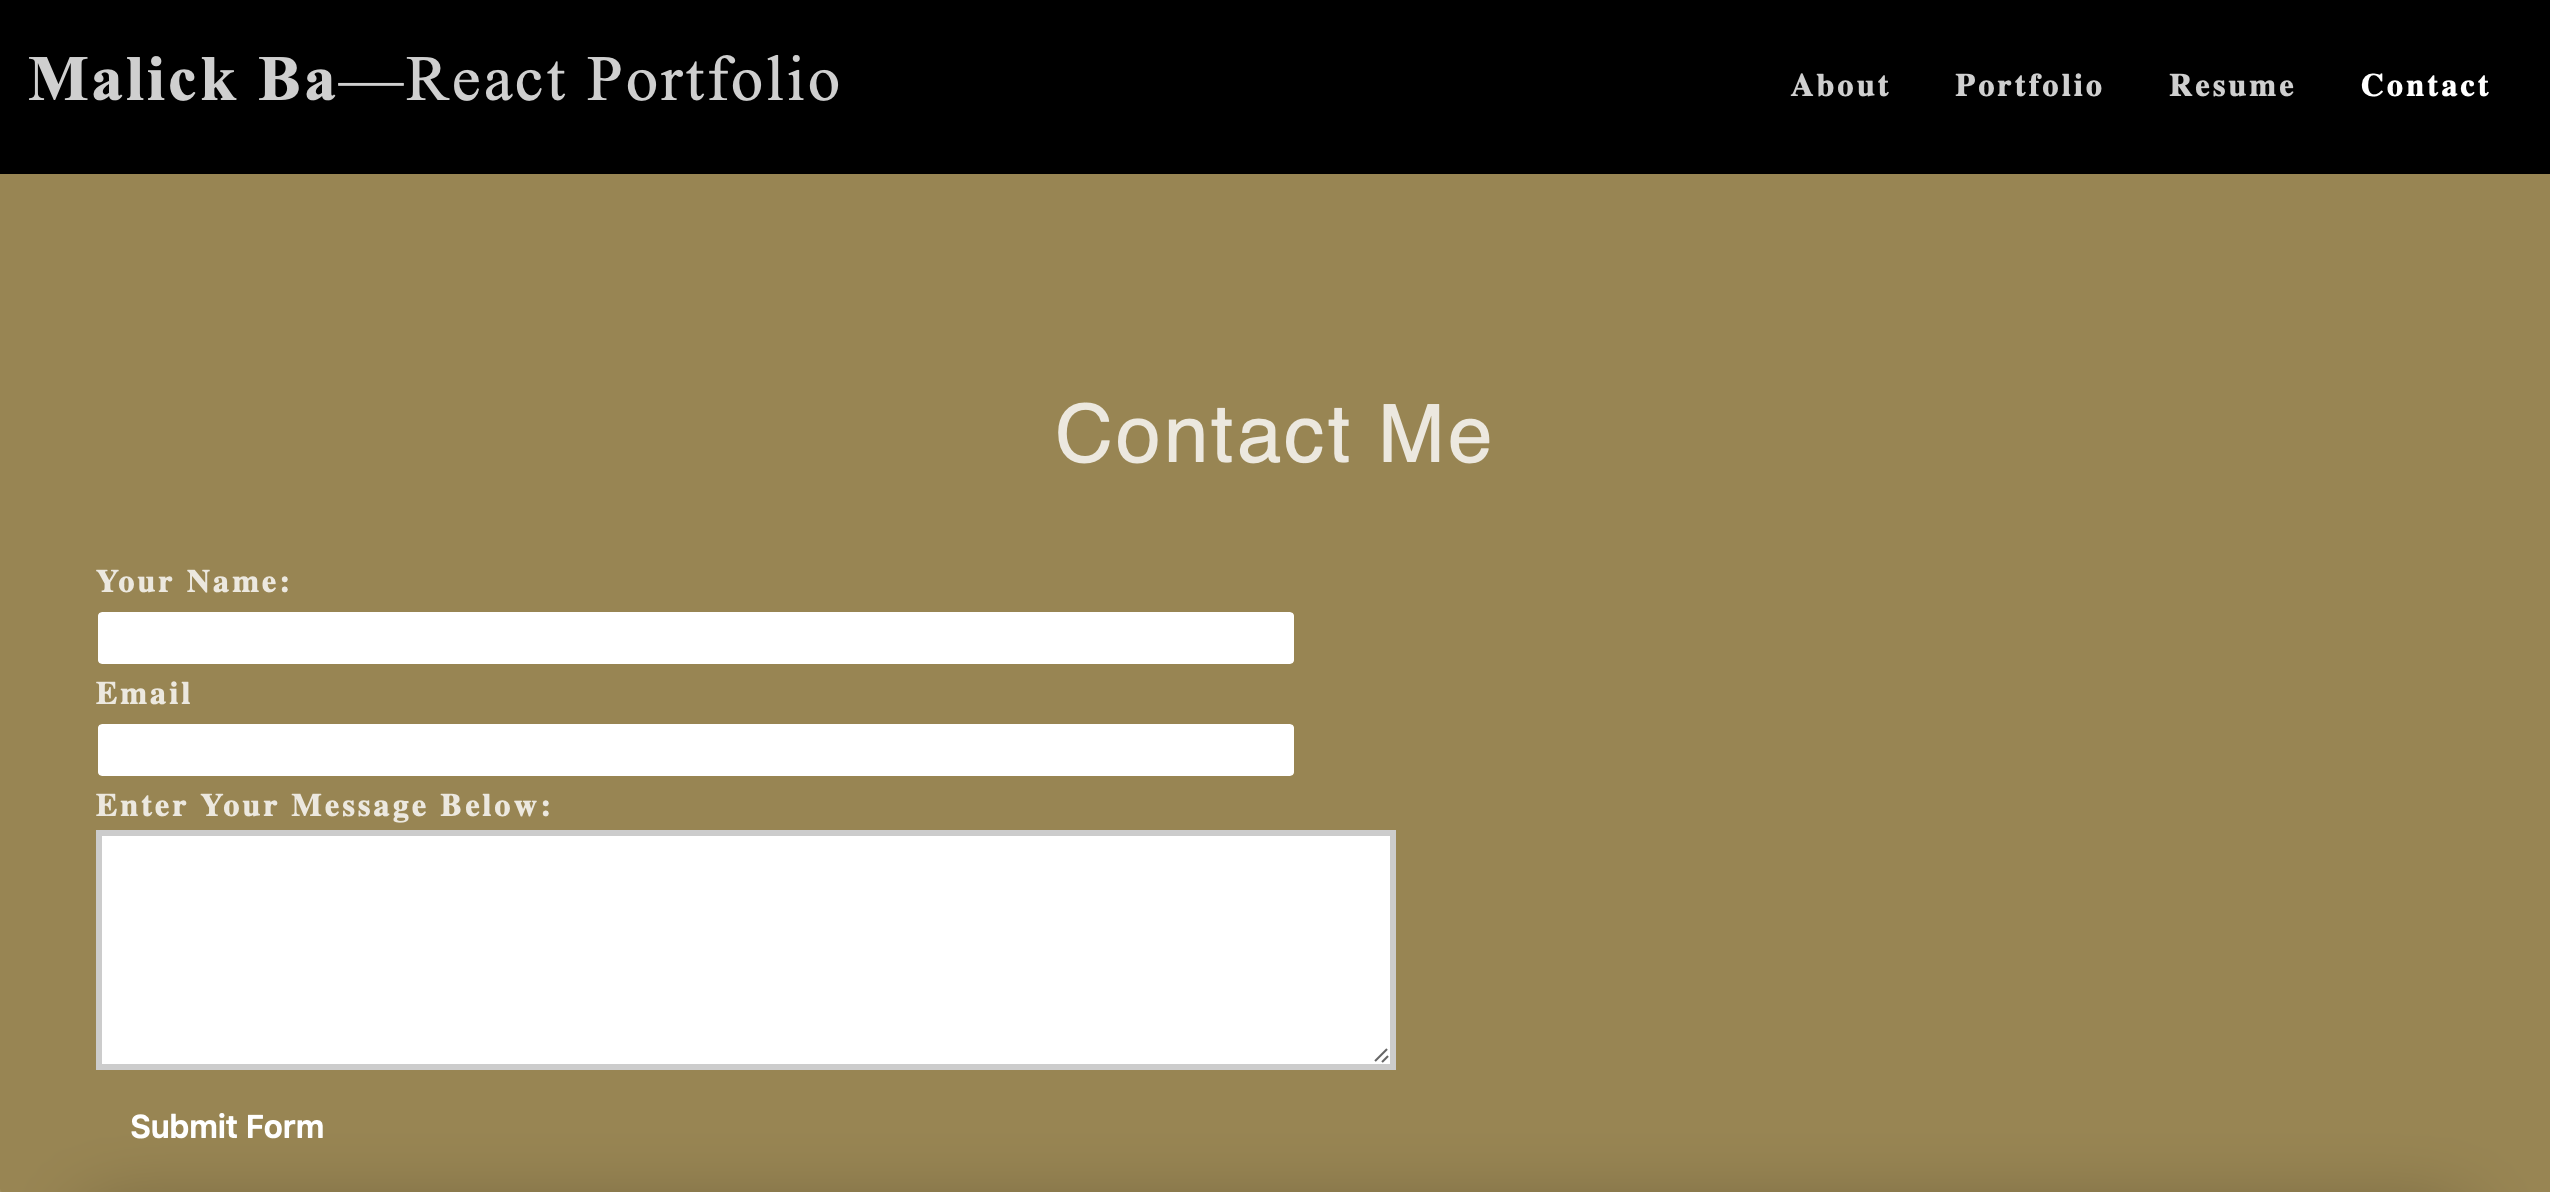 Malick Ba—React Portfolio
About Portfolio Resume Contact
Contact Me
Your Name:
Email
Enter Your Message Below:
Submit Form